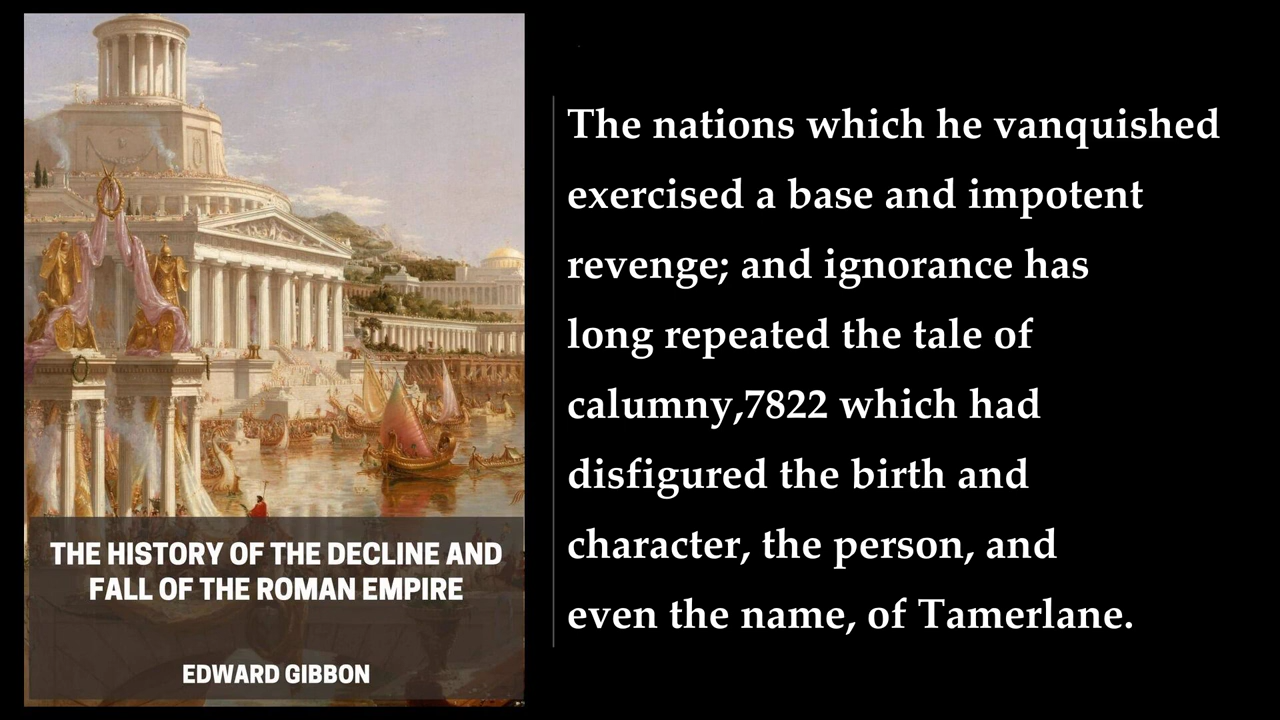 THE HISTORY OF THE DECLINE AND
FALL OF THE ROMAN EMPIRE
EDWARD GIBBON
The nations which he vanquished
exercised a base and impotent
revenge; and ignorance has
long repeated the tale of
calumny,7822 which had
disfigured the birth and
character, the person, and
even the name, of Tamerlane.